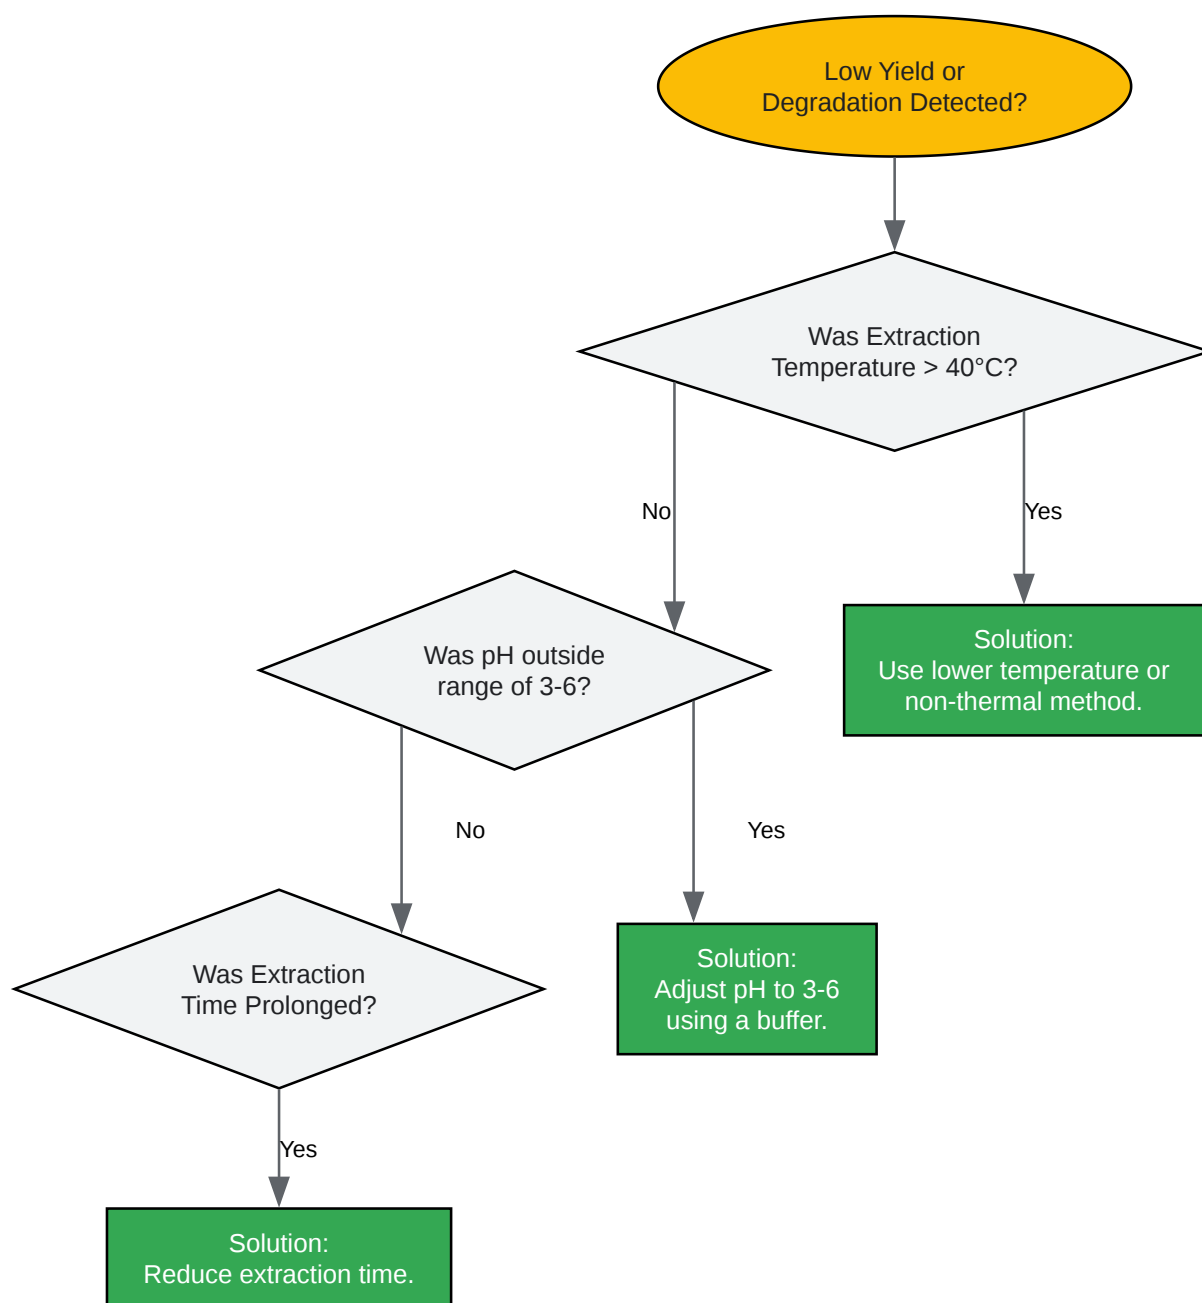 Low Yield or
Degradation Detected?
Was Extraction
Temperature > 40°C?
No
Yes
Was pH outside
range of 3-6?
Solution:
Use lower temperature or
non-thermal method.
No
Yes
Was Extraction
Time Prolonged?
Solution:
Adjust pH to 3-6
using a buffer.
Yes
Solution:
Reduce extraction time.